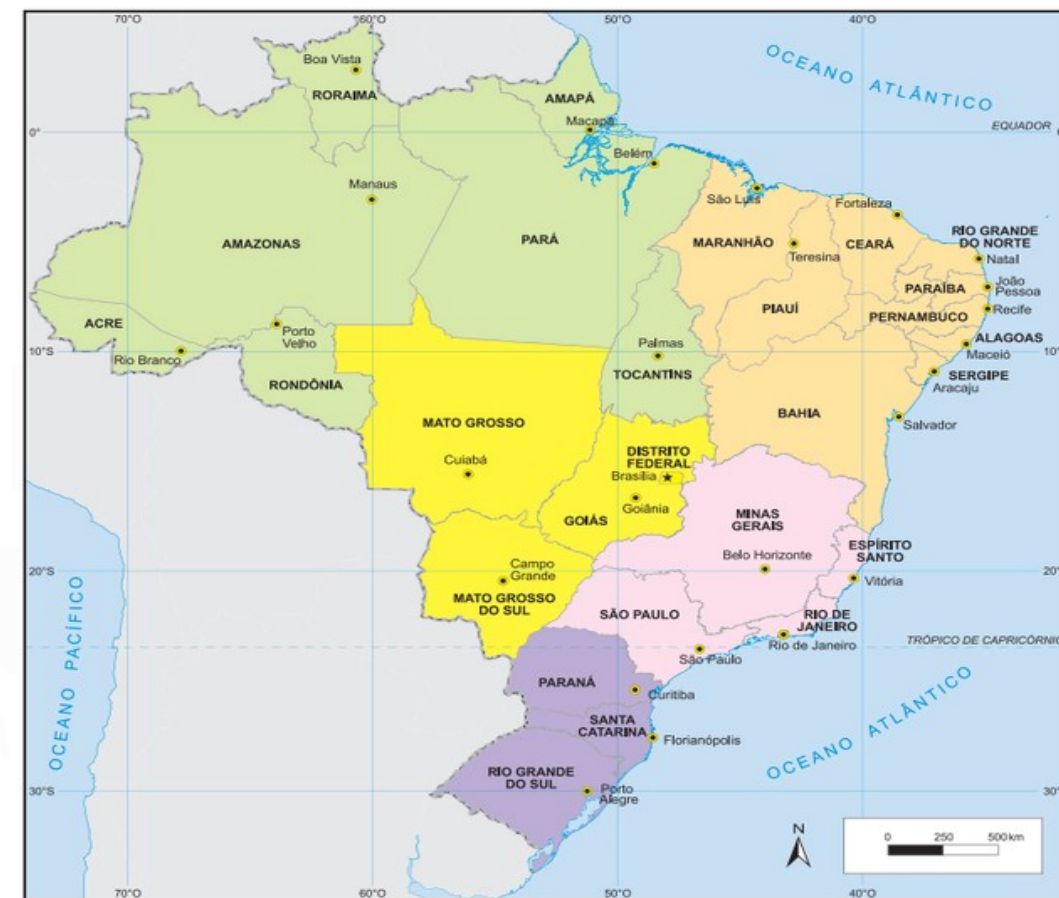 70°O
60°O
50°O
40°O
OCEANO ATLÂNTICO
Boa Vista
RORAIMA
AMAPÁ
Macapá
EQUADOR
0°
0°
Belém
Manaus
São Luís
Fortaleza
AMAZONAS
PARÁ
MARANHÃO
Teresina
CEARÁ
RIO GRANDE
DO NORTE
Natal
PARAÍBA
João
Pessoa
PIAUÍ
PERNAMBUCO
Recife
ACRE
Porto
Velho
ALAGOAS
Maceió
10°S
Rio Branco
Palmas
TOCANTINS
SERGIPE
Aracaju
RONDÔNIA
BAHIA
Salvador
MATO GROSSO
Cuiabá
DISTRITO
FEDERAL
Brasília
Goiânia
GOIÁS
MINAS
GERAIS
Belo Horizonte
ESPÍRITO
SANTO
Vitória
20°S
20°
Campo
Grande
MATO GROSSO
DO SUL
SÃO PAULO
São Paulo
RIO DE
JANEIRO
Rio de Janeiro
TRÓPICO DE CAPRICÓRNIO
OCEANO PACÍFICO
PARANÁ
Curitiba
SANTA
CATARINA
Florianópolis
OCEANO ATLÂNTICO
RIO GRANDE
DO SUL
Porto
Alegre
30°S
30°
N
0 250 500 km
70°O
60°O
50°O
40°O